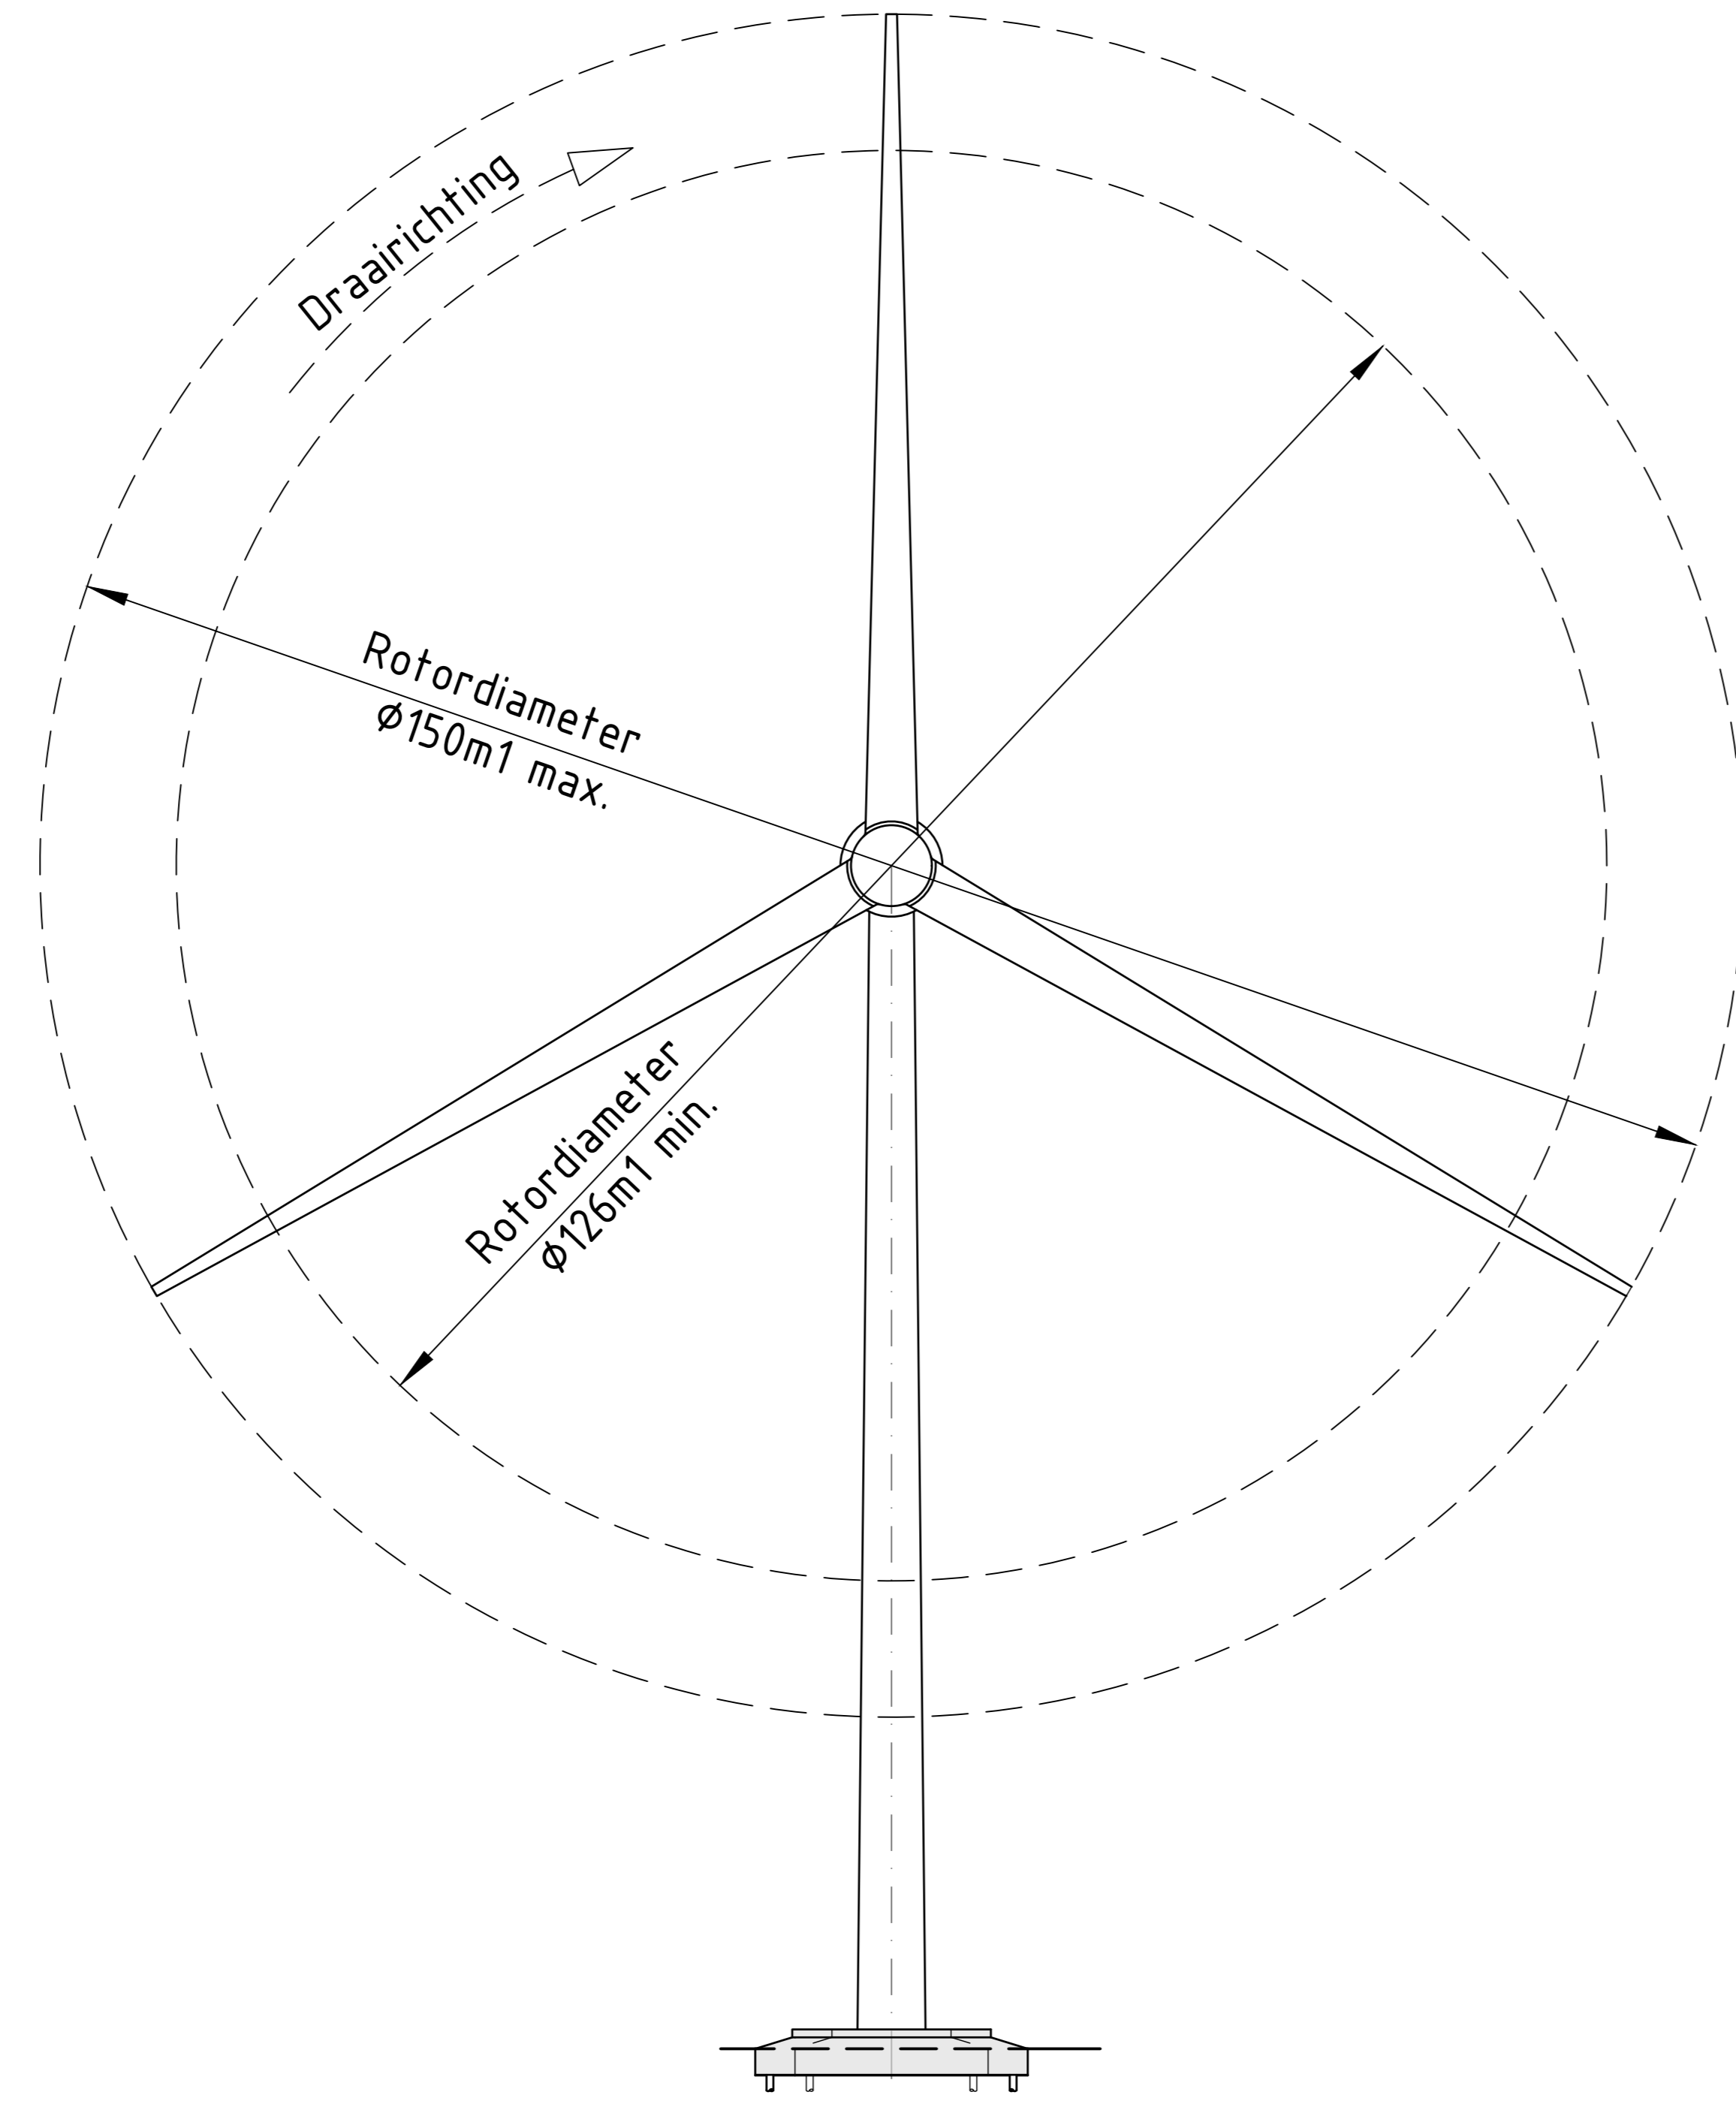 Draairichting
Rotordiameter
ø150m1 max.
Rotordiameter
ø126m1 min.